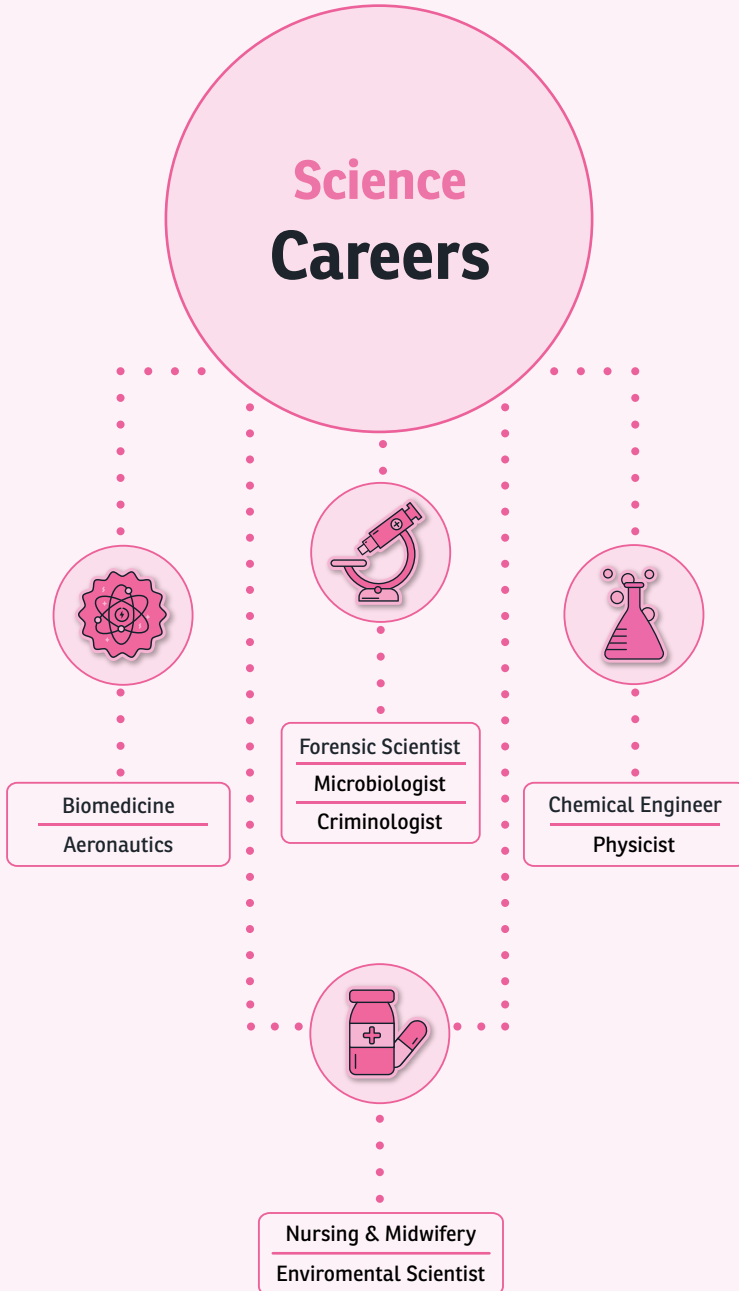 Science
Careers
Forensic Scientist
Microbiologist
Criminologist
Biomedicine
Aeronautics
Chemical Engineer
Physicist
Nursing & Midwifery
Enviromental Scientist